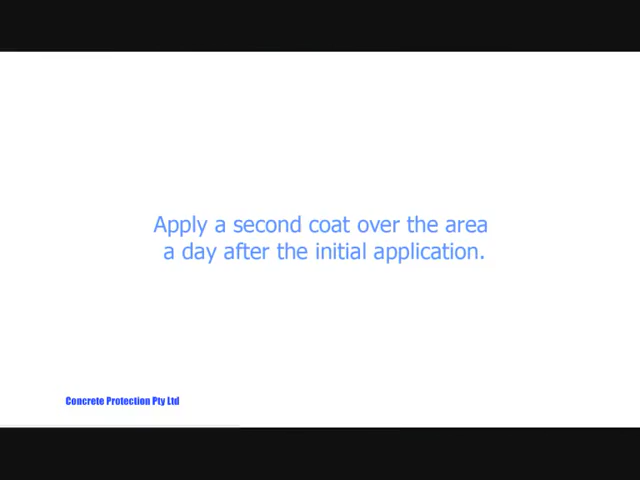 Apply a second coat over the area
a day after the initial application.
Concrete Protection Pty Ltd